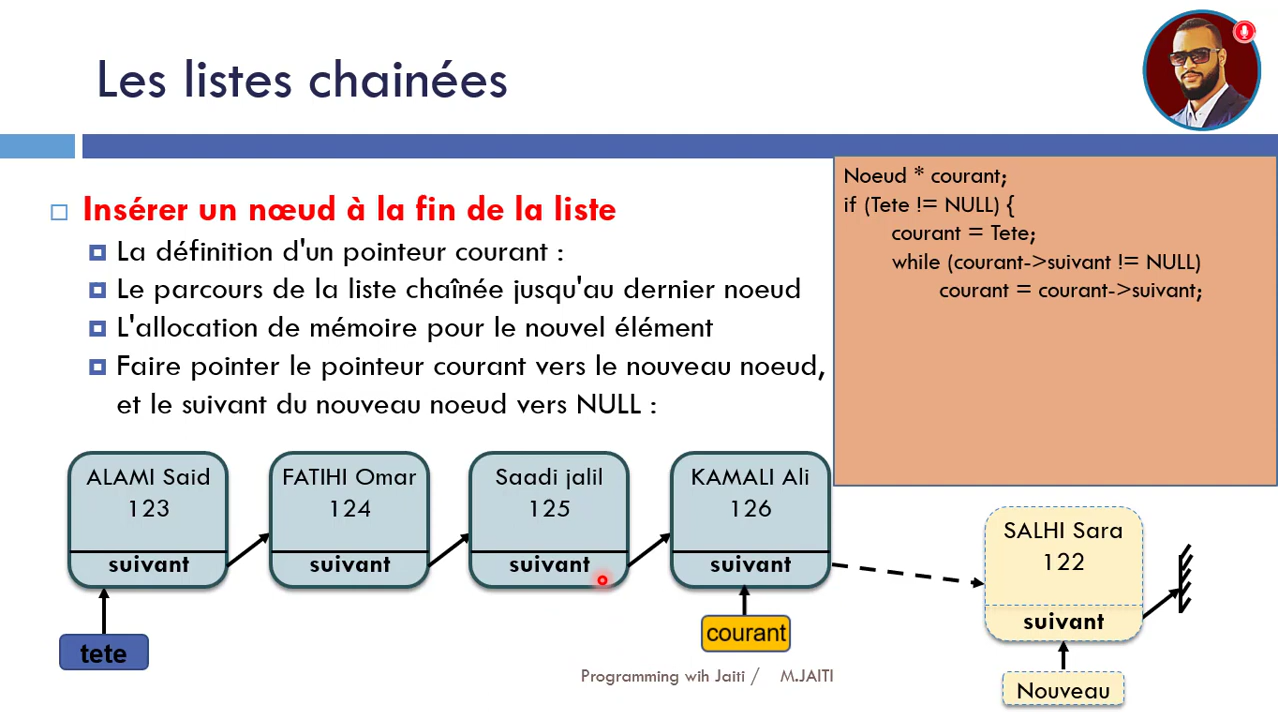 Les listes chainées
Insérer un nœud à la fin de la liste
La définition d'un pointeur courant :
Le parcours de la liste chaînée jusqu'au dernier noeud
L'allocation de mémoire pour le nouvel élément
Faire pointer le pointeur courant vers le nouveau noeud,
et le suivant du nouveau noeud vers NULL :
Noeud * courant;
if (Tete != NULL) {
courant = Tete;
while (courant->suivant != NULL)
courant = courant->suivant;
ALAMI Said
123
suivant
FATIHI Omar
124
suivant
Saadi jalil
125
suivant
KAMALI Ali
126
suivant
SALHI Sara
122
suivant
tete
courant
Nouveau
Programming wih Jaiti / M.JAITI